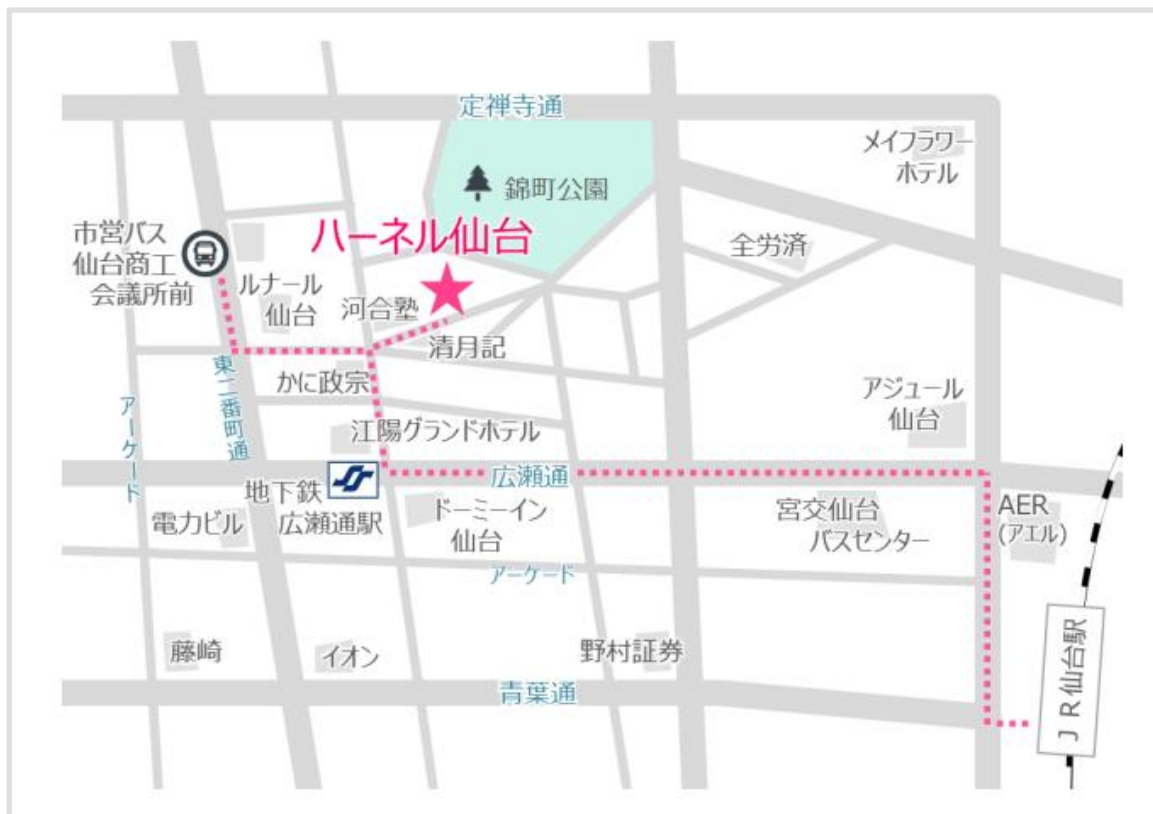 定禅寺通
メイフラワー
ホテル
錦町公園
ハーネル仙台
市営バス
仙台商工
会議所前
全労済
ルナール
仙台
河合塾
清月記
かに政宗
東二番町通
アーケード
アジュール
仙台
江陽グランドホテル
広瀬通
地下鉄
広瀬通駅
電力ビル
ドーミーイン
仙台
宮交仙台
バスセンター
AER
(アエル)
アーケード
藤崎
イオン
野村証券
青葉通
JR仙台駅